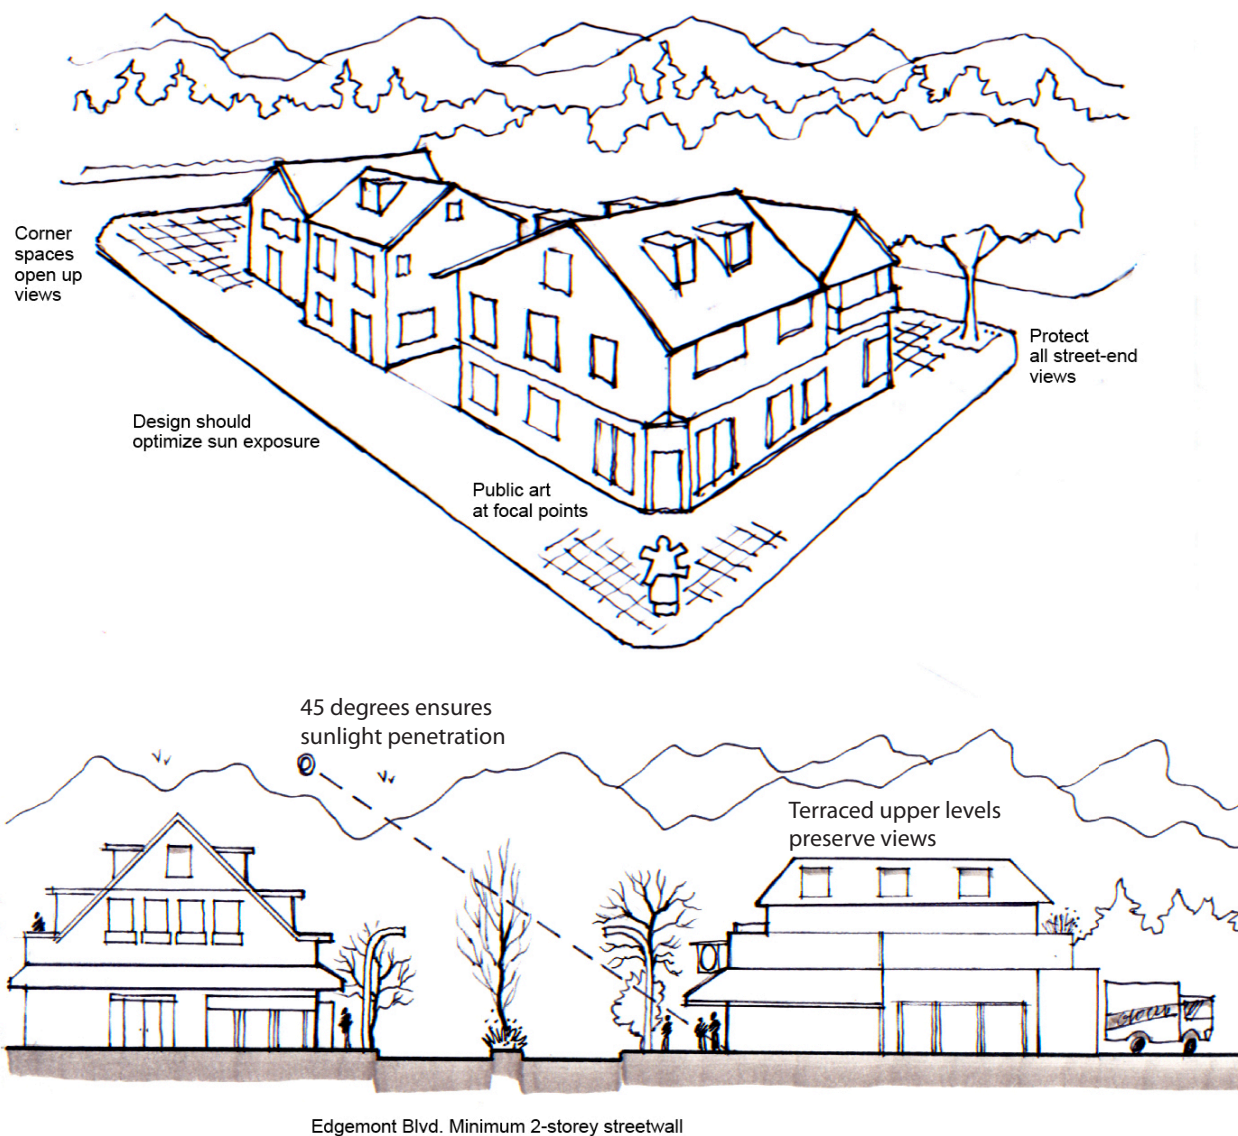 Corner
spaces
open up
views
Protect
all street-end
views
Design should
optimize sun exposure
Public art
at focal points
45 degrees ensures
sunlight penetration
Terraced upper levels
preserve views
Edgemont Blvd. Minimum 2-storey streetwall